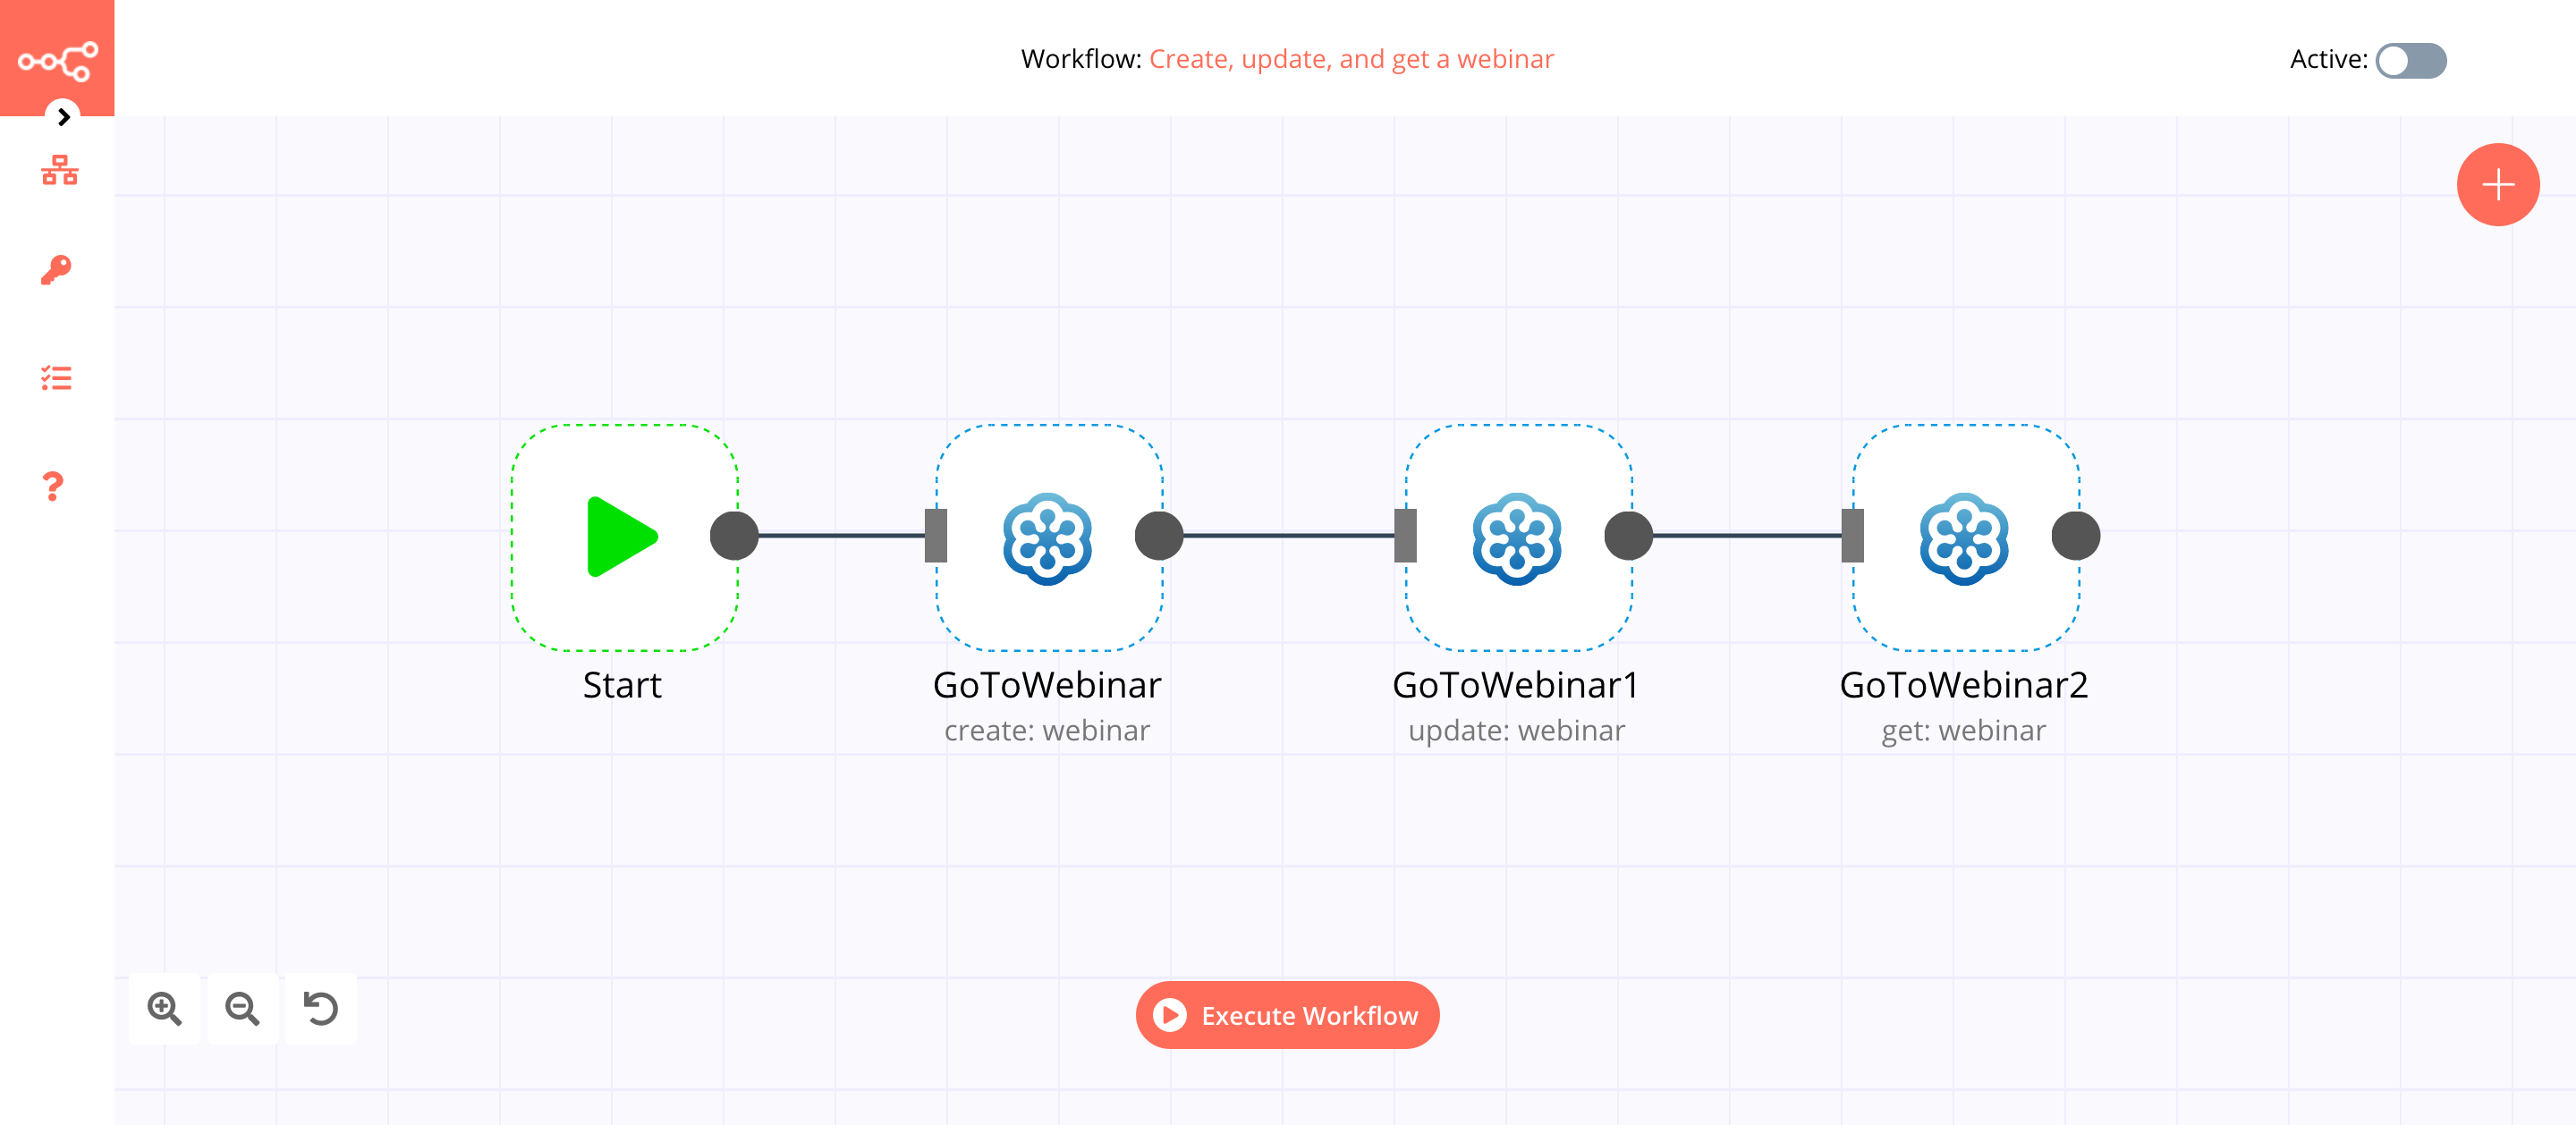 Workflow: Create, update, and get a webinar
Active:
Start
GoToWebinar
create: webinar
GoToWebinar1
update: webinar
GoToWebinar2
get: webinar
Execute Workflow